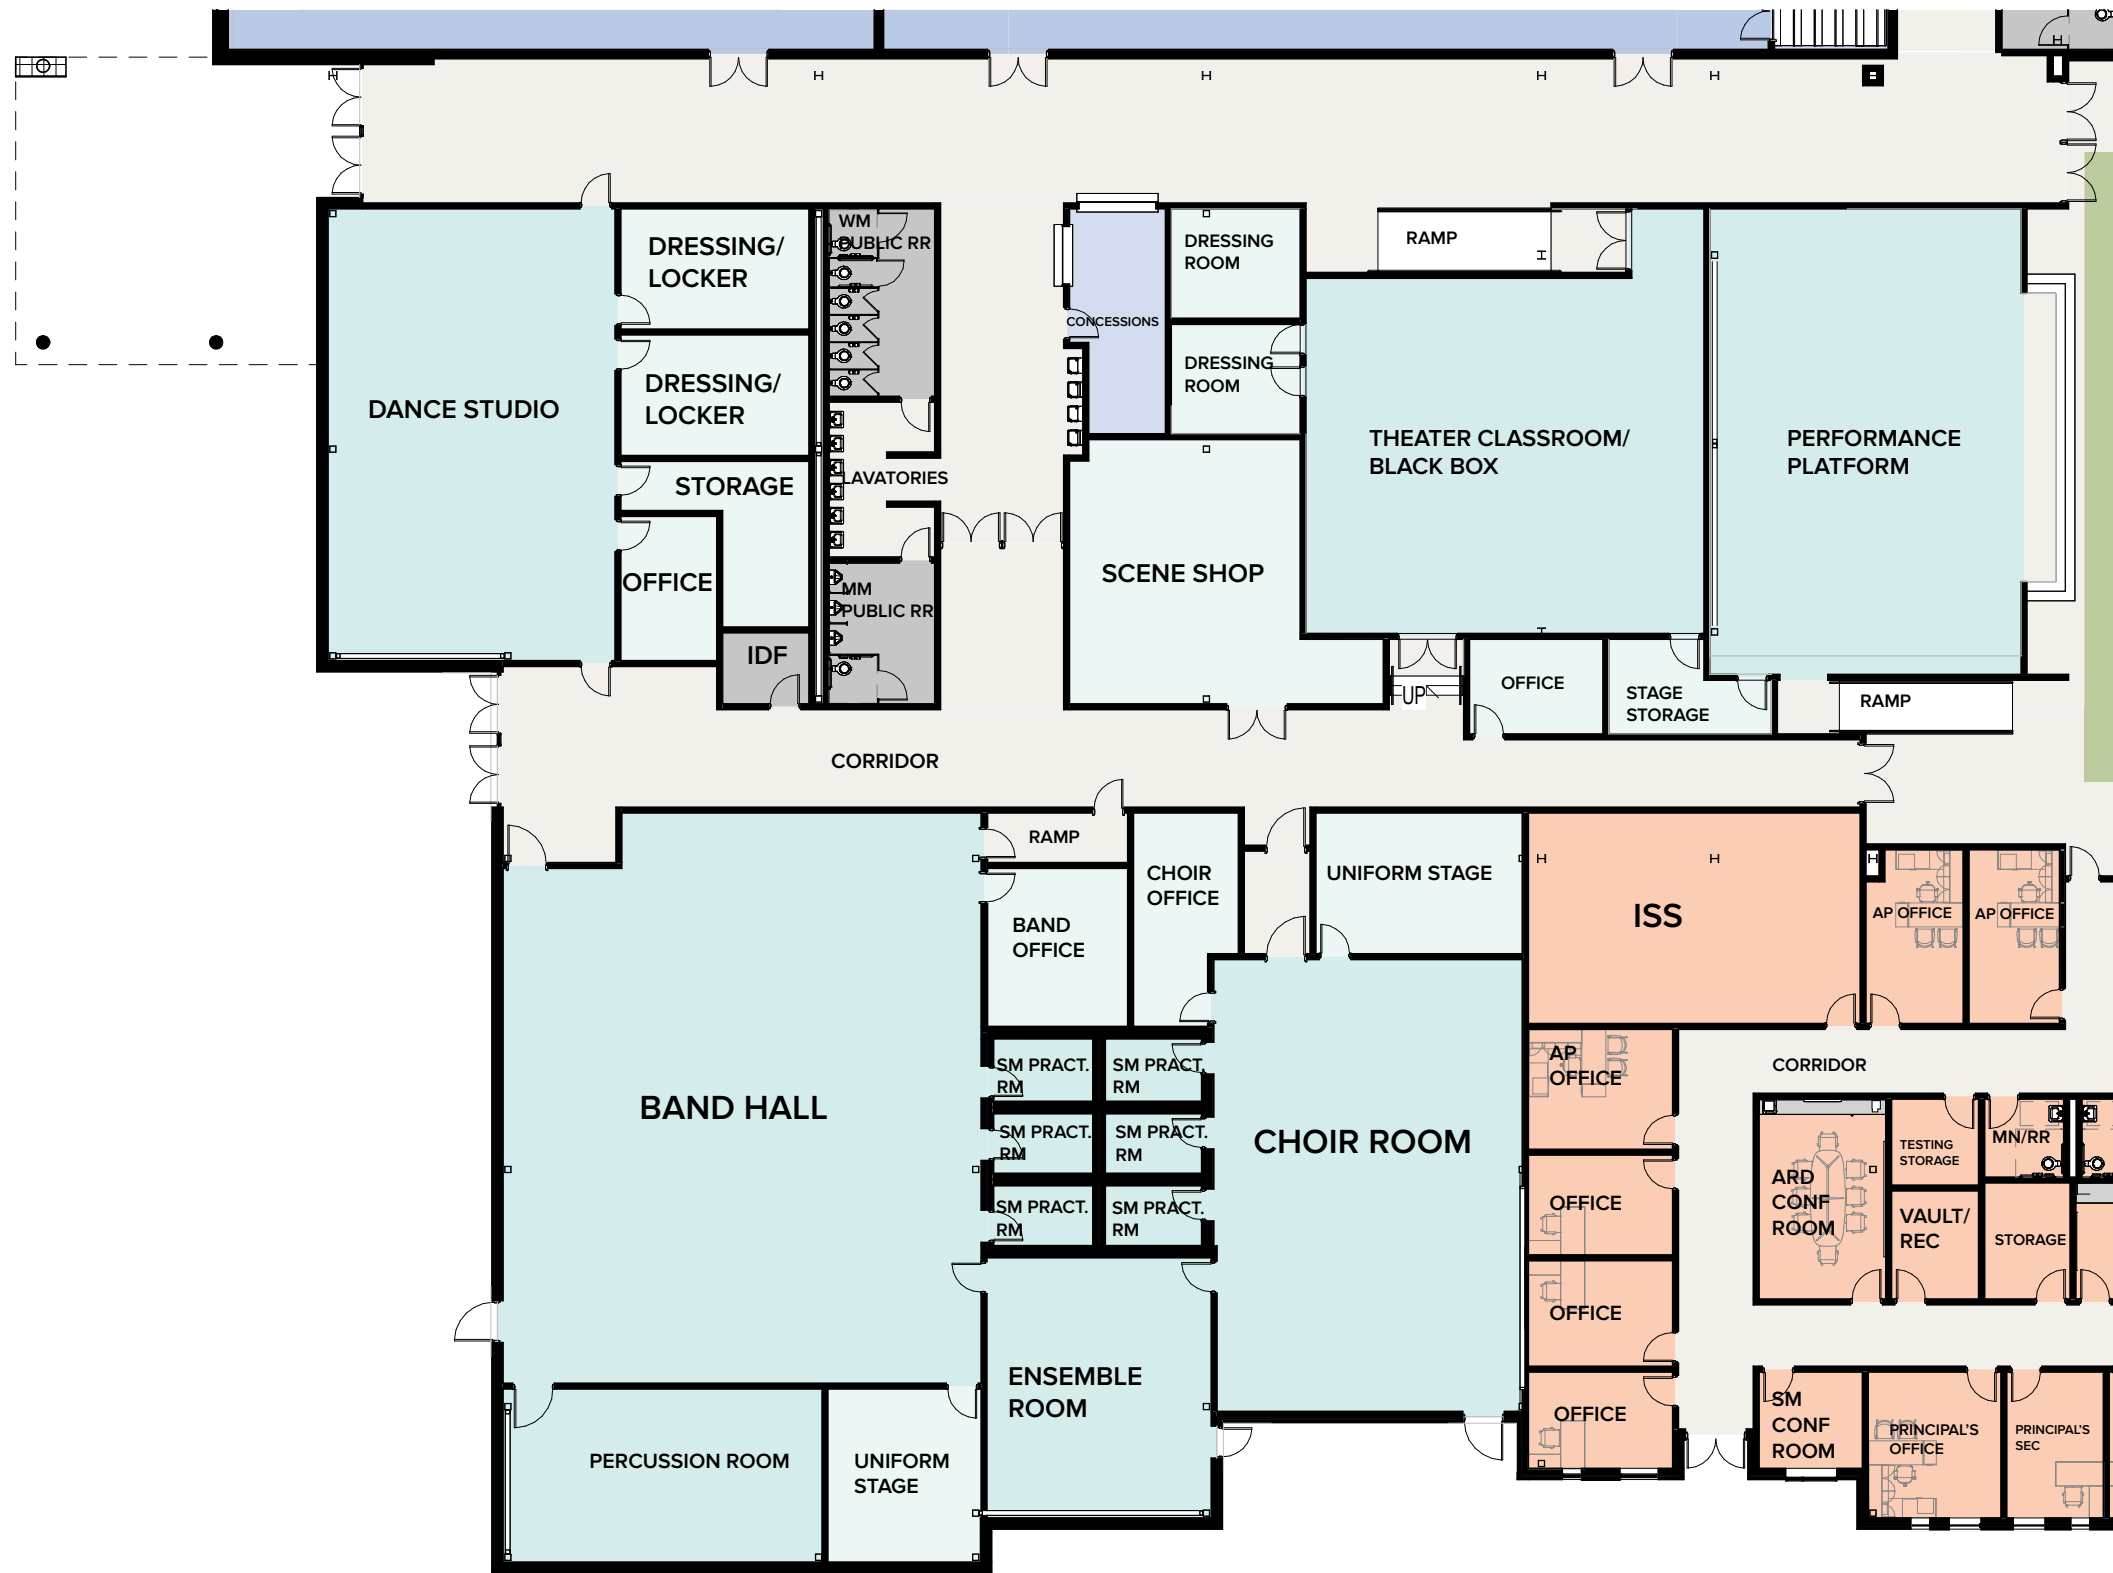 WM
PUBLIC RR
DRESSING/
LOCKER
DRESSING/
LOCKER
DANCE STUDIO
STORAGE
OFFICE
IDF
LAVATORIES
MM
PUBLIC RR
CONCESSIONS
DRESSING
ROOM
DRESSING
ROOM
RAMP
THEATER CLASSROOM/
BLACK BOX
PERFORMANCE
PLATFORM
SCENE SHOP
UP
OFFICE
STAGE
STORAGE
RAMP
CORRIDOR
RAMP
BAND
OFFICE
CHOIR
OFFICE
UNIFORM STAGE
ISS
AP OFFICE
AP OFFICE
BAND HALL
SM PRACT.
RM
SM PRACT.
RM
SM PRACT.
RM
SM PRACT.
RM
SM PRACT.
RM
SM PRACT.
RM
CHOIR ROOM
AP
OFFICE
OFFICE
OFFICE
OFFICE
CORRIDOR
ARD
CONF
ROOM
TESTING
STORAGE
MN/RR
VAULT/
REC
STORAGE
ENSEMBLE
ROOM
PERCUSSION ROOM
UNIFORM
STAGE
SM
CONF
ROOM
PRINCIPAL'S
OFFICE
PRINCIPAL'S
SEC